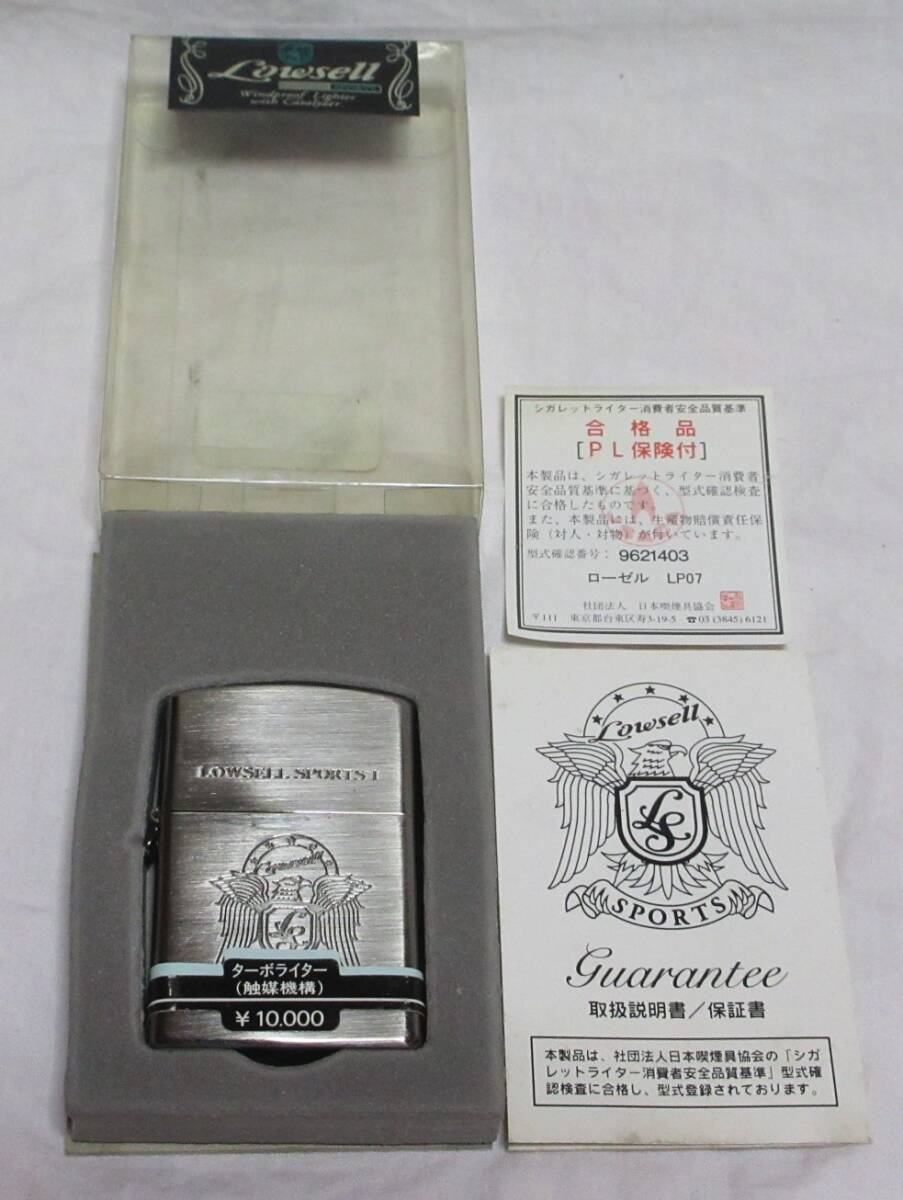 Lowsell
Windproof Lighter
with Catalyzer
シガレットライター消費者安全品質基準
合格品
[PL保険付]
本製品は、シガレットライター消費者
安全品質基準に基づく、型式確認検査
に合格したものです。
また、本製品には、生産物賠償責任保
険(対人・対物)が付いています。
型式確認番号: 9621403
ローゼル LP07
社団法人 日本喫煙具協会
〒111 東京都台東区寿3-19-5 ☎03(3845)6121
LOWSELL SPORTS I
Lowsell
LS
ターボライター
(触媒機構)
¥10.000
Lowsell
LS
SPORTS
Guarantee
取扱説明書/保証書
本製品は、社団法人日本喫煙具協会の「シガ
レットライター消費者安全品質基準」型式確
認検査に合格し、型式登録されております。